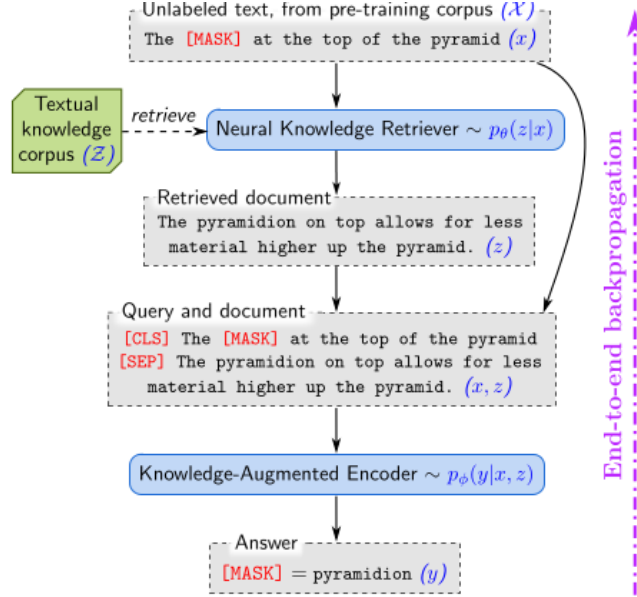 Unlabeled text, from pre-training corpus (𝒳)
The [MASK] at the top of the pyramid (x)
Textual
knowledge
corpus (𝒵)
retrieve
Neural Knowledge Retriever ∼ pθ(z|x)
Retrieved document
The pyramidion on top allows for less
material higher up the pyramid. (z)
Query and document
[CLS] The [MASK] at the top of the pyramid
[SEP] The pyramidion on top allows for less
material higher up the pyramid. (x, z)
Knowledge-Augmented Encoder ∼ pϕ(y|x, z)
Answer
[MASK] = pyramidion (y)
End-to-end backpropagation